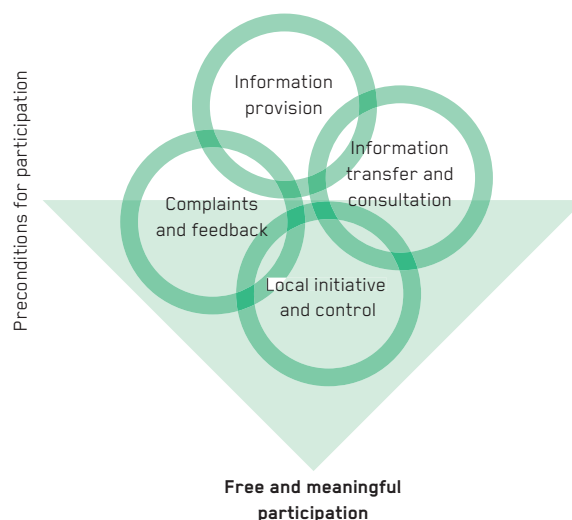 Preconditions for participation
Information
provision
Information
transfer and
consultation
Complaints
and feedback
Local initiative
and control
Free and meaningful
participation